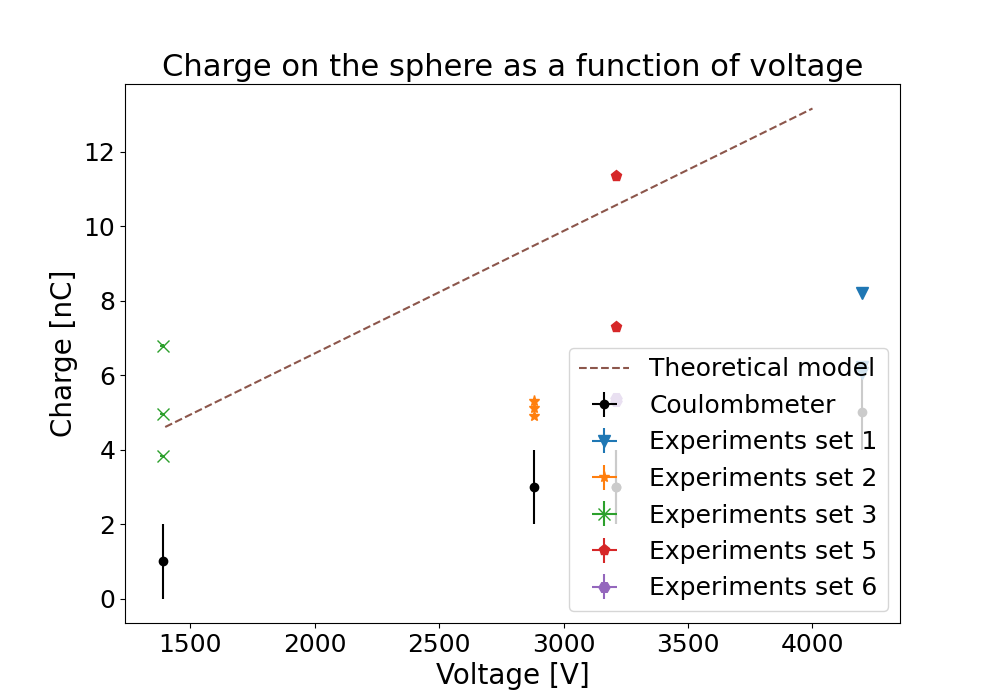 Charge on the sphere as a function of voltage
12
10
8
6
4
2
0
Charge [nC]
Theoretical model
Coulombmeter
Experiments set 1
Experiments set 2
Experiments set 3
Experiments set 5
Experiments set 6
1500 2000 2500 3000 3500 4000
Voltage [V]